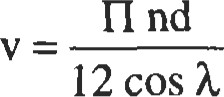 v = Π nd / 12 cos λ